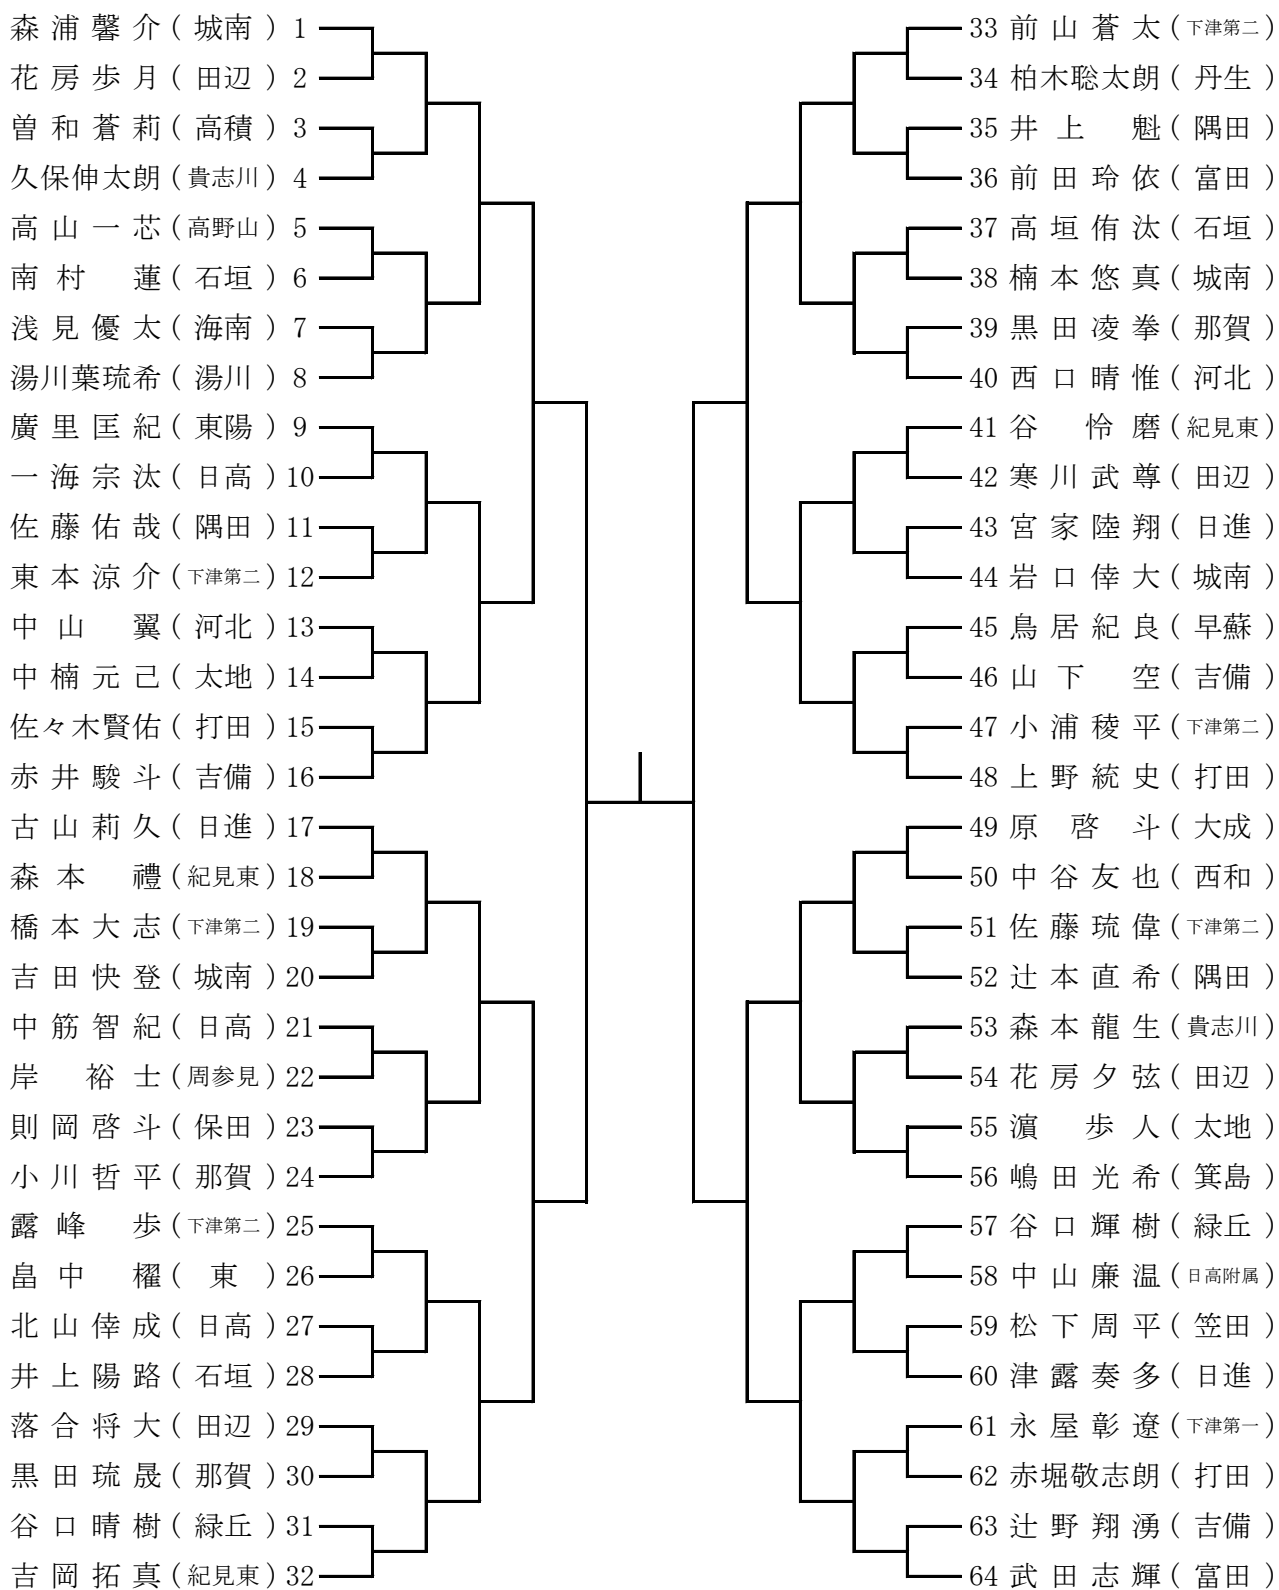 森浦馨介(城南)1
花房歩月(田辺)2
曽和蒼莉(高積)3
久保伸太朗(貴志川)4
高山一芯(高野山)5
南村蓮(石垣)6
浅見優太(海南)7
湯川葉琉希(湯川)8
廣里匡紀(東陽)9
一海宗汰(日高)10
佐藤佑哉(隅田)11
東本涼介(下津第二)12
中山翼(河北)13
中楠元己(太地)14
佐々木賢佑(打田)15
赤井駿斗(吉備)16
古山莉久(日進)17
森本禮(紀見東)18
橋本大志(下津第二)19
吉田快登(城南)20
中筋智紀(日高)21
岸裕士(周参見)22
則岡啓斗(保田)23
小川哲平(那賀)24
露峰歩(下津第二)25
畠中櫂(東)26
北山倖成(日高)27
井上陽路(石垣)28
落合将大(田辺)29
黒田琉晟(那賀)30
谷口晴樹(緑丘)31
吉岡拓真(紀見東)32
33 前山蒼太(下津第二)
34 柏木聡太朗(丹生)
35 井上魁(隅田)
36 前田玲依(富田)
37 高垣侑汰(石垣)
38 楠本悠真(城南)
39 黒田凌拳(那賀)
40 西口晴惟(河北)
41 谷怜磨(紀見東)
42 寒川武尊(田辺)
43 宮家陸翔(日進)
44 岩口倖大(城南)
45 鳥居紀良(早蘇)
46 山下空(吉備)
47 小浦稜平(下津第二)
48 上野統史(打田)
49 原啓斗(大成)
50 中谷友也(西和)
51 佐藤琉偉(下津第二)
52 辻本直希(隅田)
53 森本龍生(貴志川)
54 花房夕弦(田辺)
55 濵歩人(太地)
56 嶋田光希(箕島)
57 谷口輝樹(緑丘)
58 中山廉温(日高附属)
59 松下周平(笠田)
60 津露奏多(日進)
61 永屋彰遼(下津第一)
62 赤堀敬志朗(打田)
63 辻野翔湧(吉備)
64 武田志輝(富田)